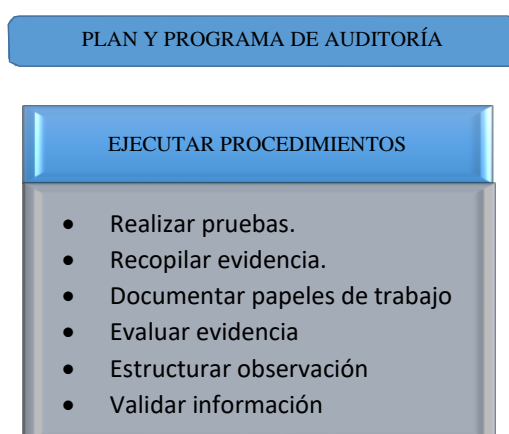 PLAN Y PROGRAMA DE AUDITORÍA
EJECUTAR PROCEDIMIENTOS
• Realizar pruebas.
• Recopilar evidencia.
• Documentar papeles de trabajo
• Evaluar evidencia
• Estructurar observación
• Validar información